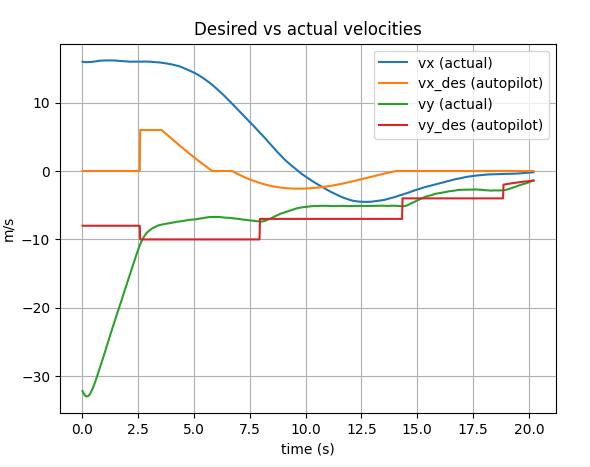 Desired vs actual velocities
vx (actual)
vx_des (autopilot)
vy (actual)
vy_des (autopilot)
10
0
−10
−20
−30
m/s
0.0 2.5 5.0 7.5 10.0 12.5 15.0 17.5 20.0
time (s)